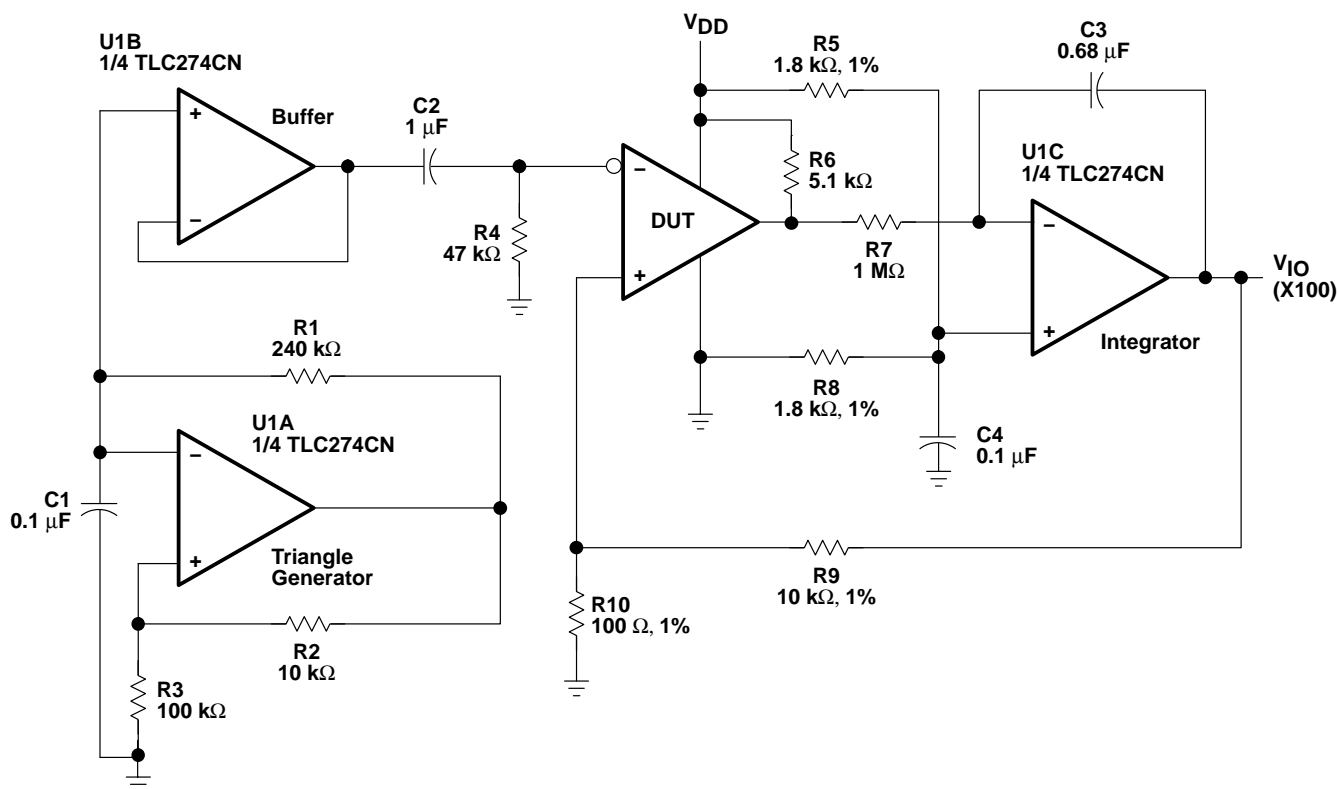 U1B
1/4 TLC274CN
Buffer
+
−
C2
1 μF
R4
47 kΩ
VDD
R5
1.8 kΩ, 1%
R6
5.1 kΩ
−
DUT
+
R7
1 MΩ
C3
0.68 μF
U1C
1/4 TLC274CN
−
+
Integrator
VIO
(X100)
R8
1.8 kΩ, 1%
C4
0.1 μF
R1
240 kΩ
U1A
1/4 TLC274CN
−
+
C1
0.1 μF
Triangle
Generator
R2
10 kΩ
R3
100 kΩ
R9
10 kΩ, 1%
R10
100 Ω, 1%